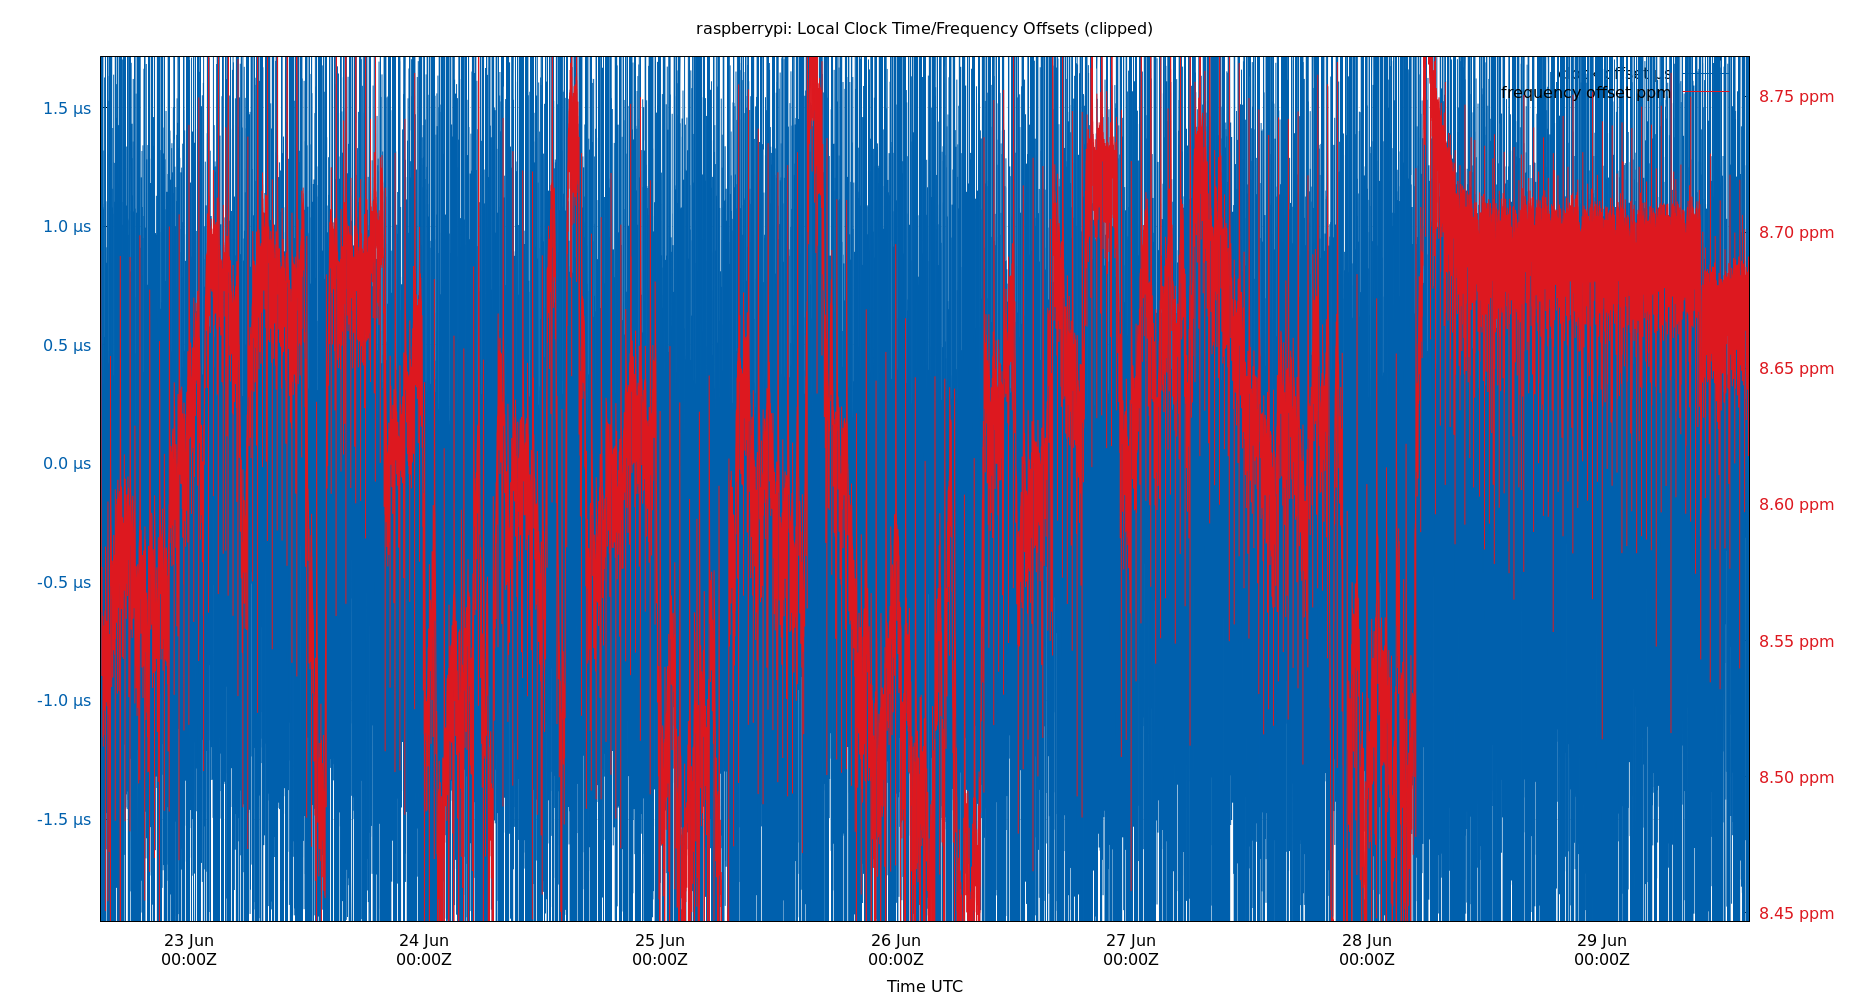 raspberrypi: Local Clock Time/Frequency Offsets (clipped)
clock offset μs
frequency offset ppm
1.5 μs
1.0 μs
0.5 μs
0.0 μs
-0.5 μs
-1.0 μs
-1.5 μs
8.75 ppm
8.70 ppm
8.65 ppm
8.60 ppm
8.55 ppm
8.50 ppm
8.45 ppm
23 Jun 24 Jun 25 Jun 26 Jun 27 Jun 28 Jun 29 Jun
00:00Z 00:00Z 00:00Z 00:00Z 00:00Z 00:00Z 00:00Z
Time UTC